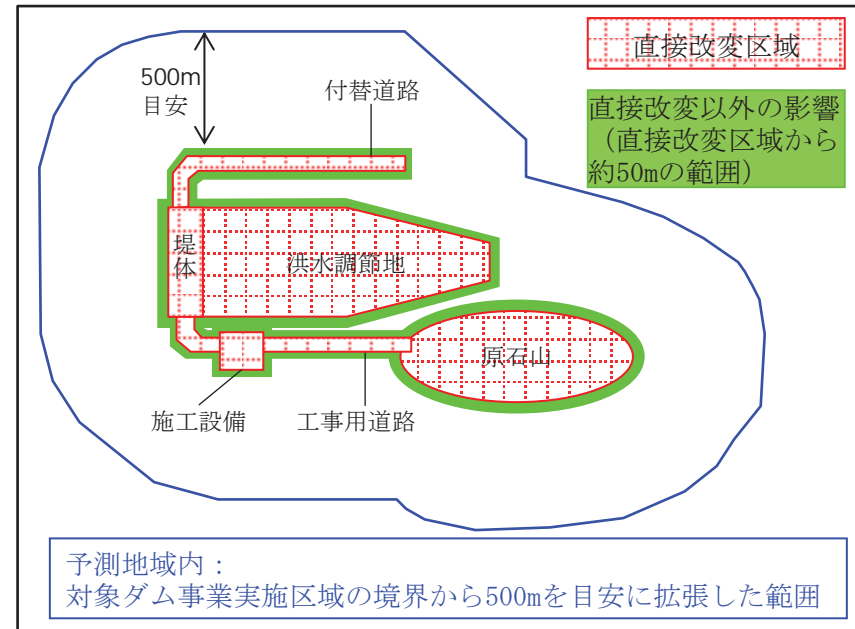 直接改変区域
500m
目安
付替道路
直接改変以外の影響
（直接改変区域から
約50mの範囲）
堤
体
洪水調節地
原石山
施工設備
工事用道路
予測地域内：
対象ダム事業実施区域の境界から500mを目安に拡張した範囲